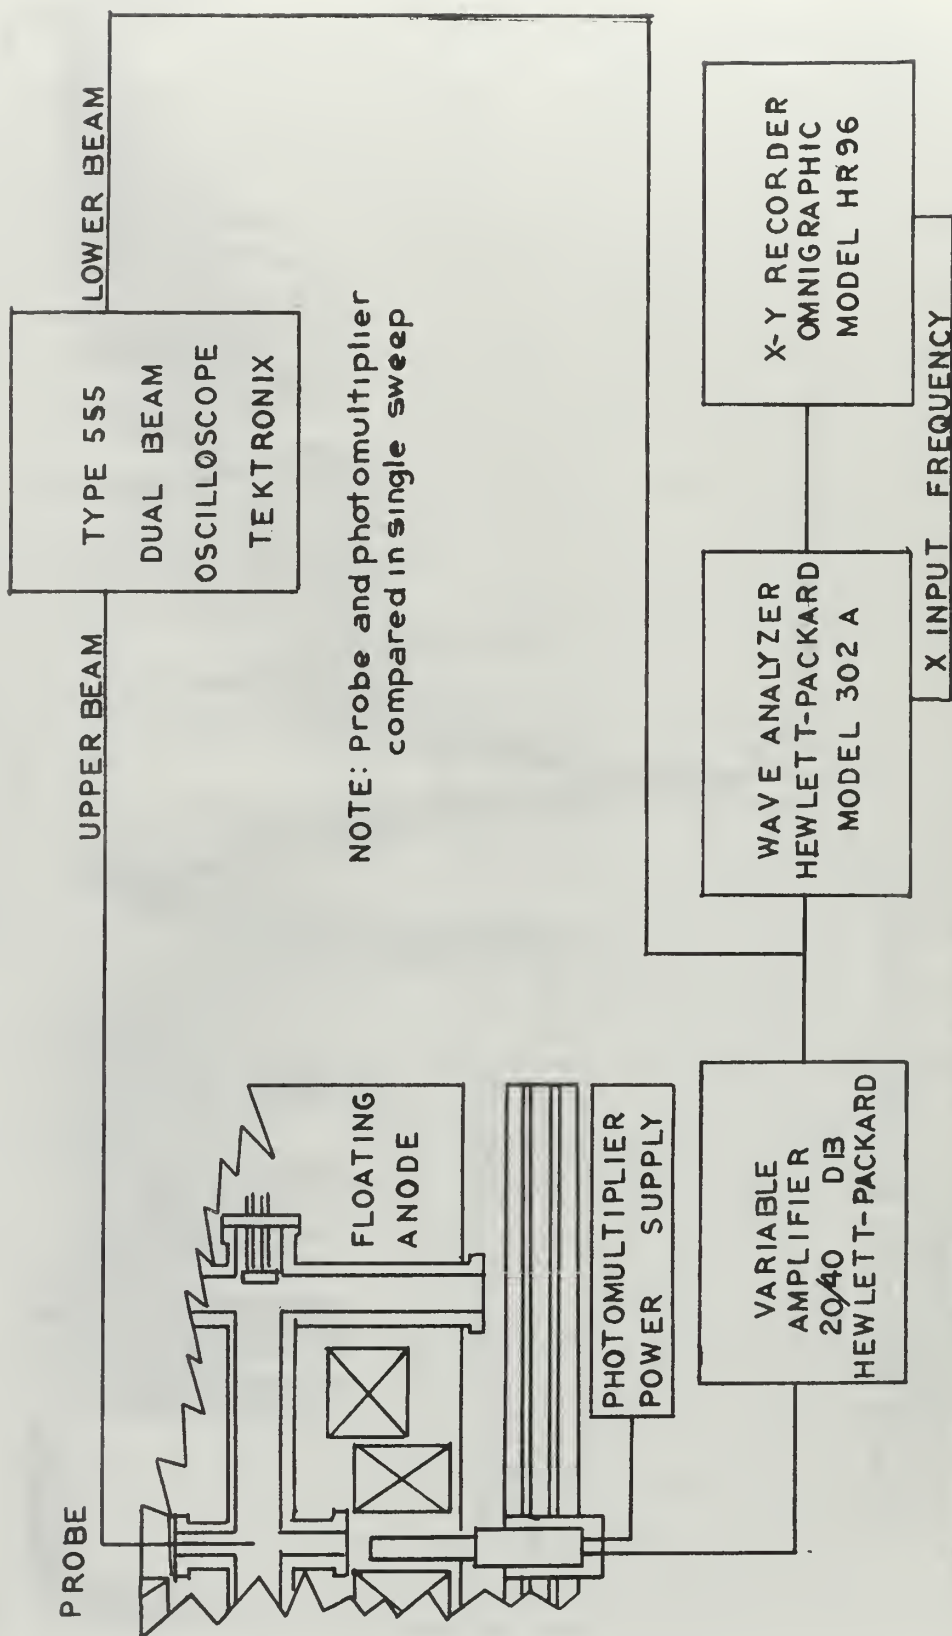 PROBE
UPPER BEAM
TYPE 555
DUAL BEAM
OSCILLOSCOPE
TEKTRONIX
LOWER BEAM
NOTE: Probe and photomultiplier
compared in single sweep
FLOATING
ANODE
PHOTOMULTIPLIER
POWER SUPPLY
VARIABLE
AMPLIFIER
20/40 DB
HEWLETT-PACKARD
WAVE ANALYZER
HEWLETT-PACKARD
MODEL 302 A
X-Y RECORDER
OMNIGRAPHIC
MODEL HR96
X INPUT FREQUENCY